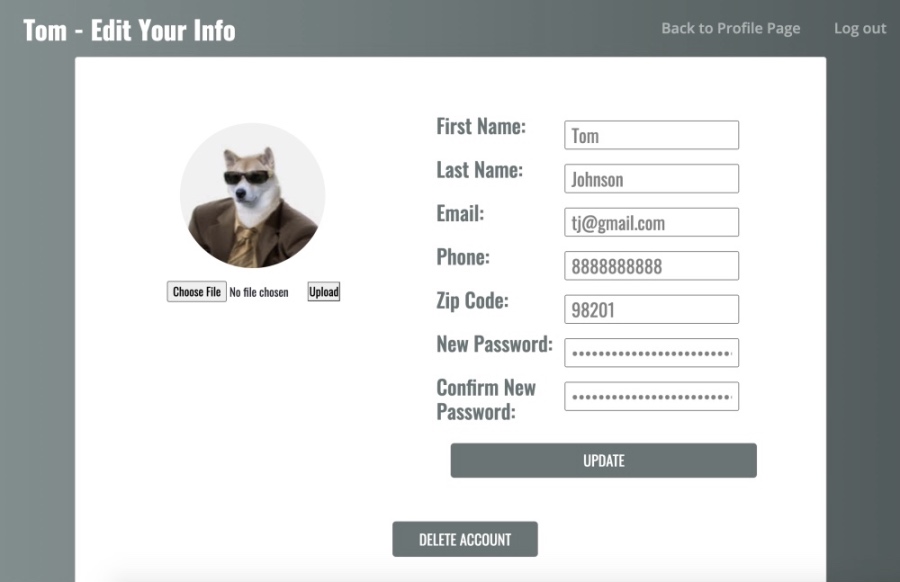 Tom - Edit Your Info
Back to Profile Page
Log out
First Name:
Tom
Last Name:
Johnson
Email:
tj@gmail.com
Phone:
8888888888
Zip Code:
98201
New Password:
Confirm New
Password:
Choose File No file chosen
Upload
UPDATE
DELETE ACCOUNT